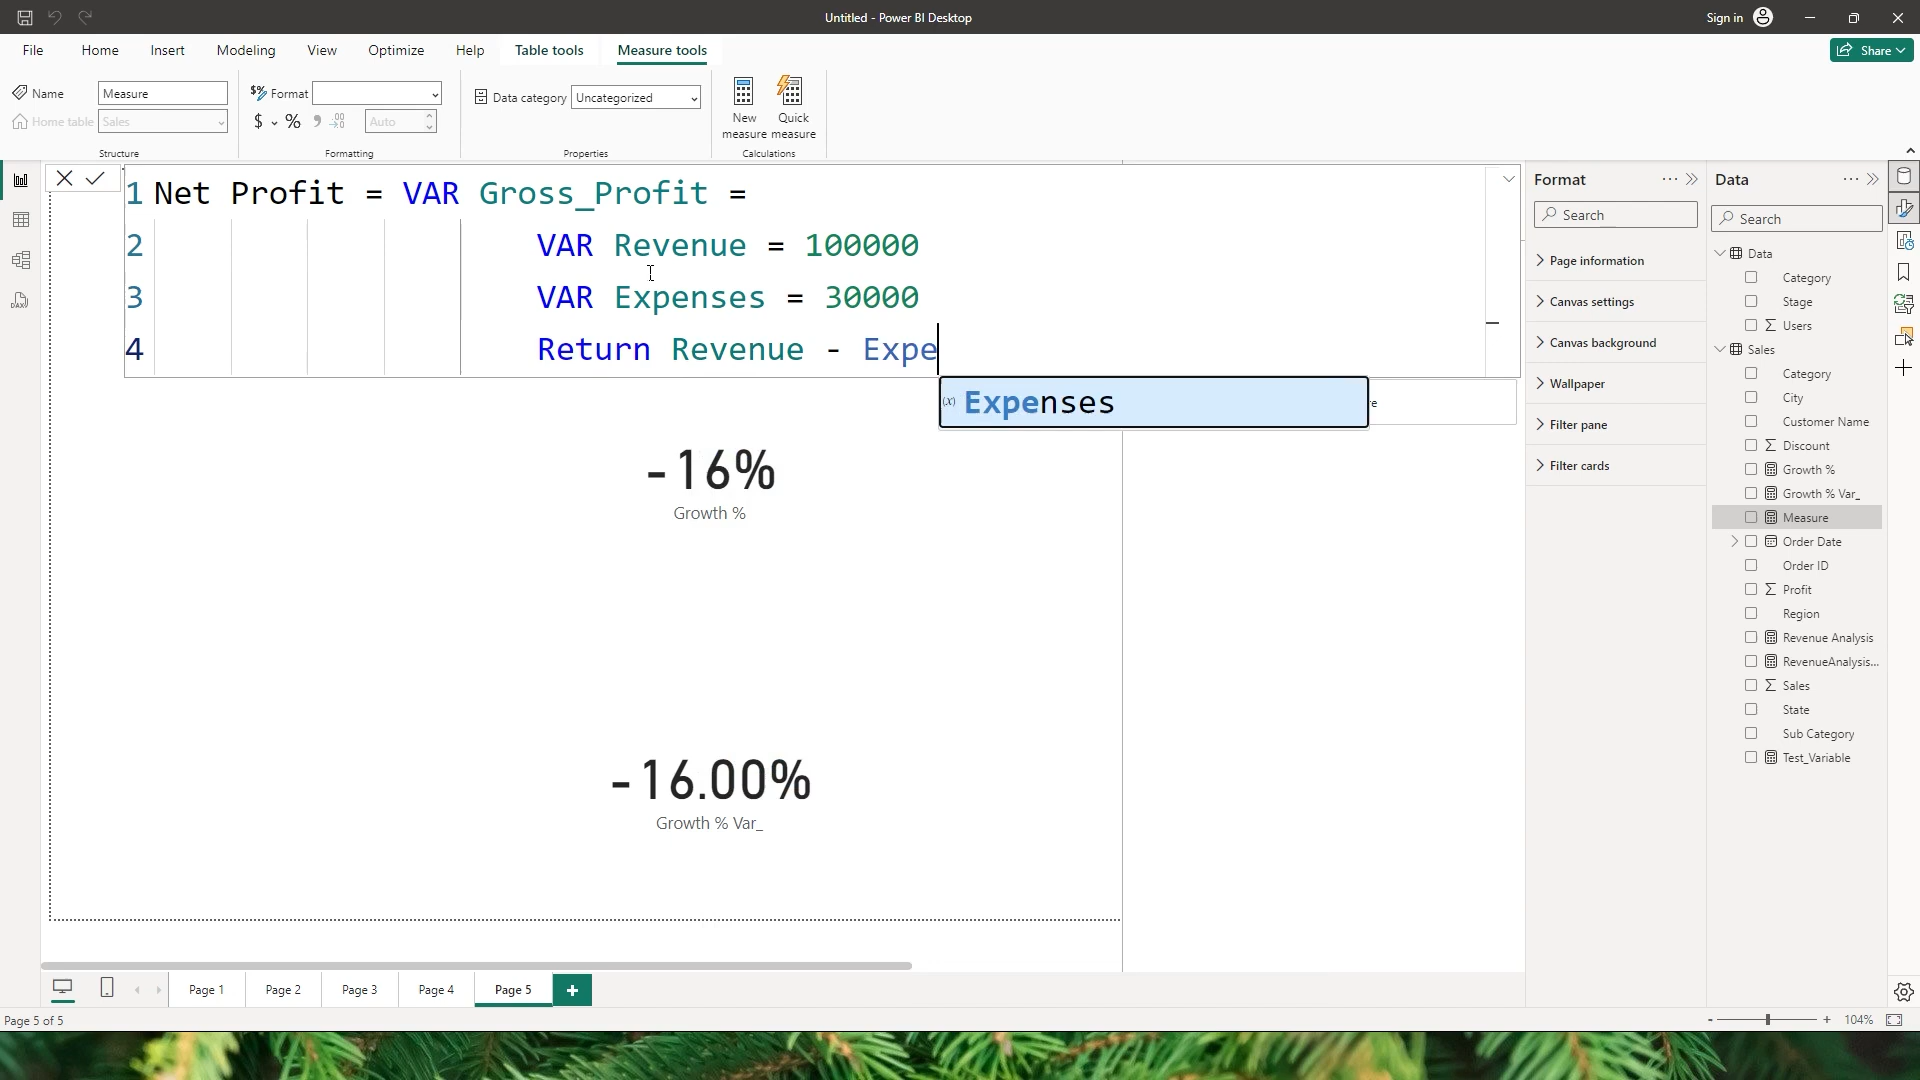 Untitled - Power BI Desktop
Sign in
File Home Insert Modeling View Optimize Help Table tools Measure tools
Share
Name Measure
Home table Sales
Structure
$% Format
$ % Auto
Formatting
Data category Uncategorized
Properties
New measure
Quick measure
Calculations
1 Net Profit = VAR Gross_Profit =
2 VAR Revenue = 100000
3 VAR Expenses = 30000
4 Return Revenue - Expe
(x) Expenses
-16%
Growth %
-16.00%
Growth % Var_
Format
Search
Page information
Canvas settings
Canvas background
Wallpaper
Filter pane
Filter cards
Data
Search
Data
Category
Stage
Σ Users
Sales
Category
City
Customer Name
Σ Discount
Growth %
Growth % Var_
Measure
Order Date
Order ID
Σ Profit
Region
Revenue Analysis
RevenueAnalysis...
Σ Sales
State
Sub Category
Test_Variable
Page 1 Page 2 Page 3 Page 4 Page 5 +
Page 5 of 5
- + 104%